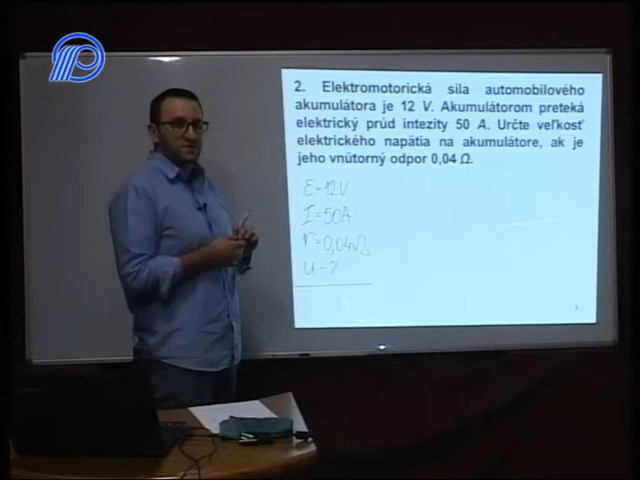 2. Elektromotorická sila automobilového
akumulátora je 12 V. Akumulátorom preteká
elektrický prúd intezity 50 A. Určte veľkosť
elektrického napätia na akumulátore, ak je
jeho vnútorný odpor 0,04 Ω.
ε=12V
I=50A
r=0,04Ω
U=?